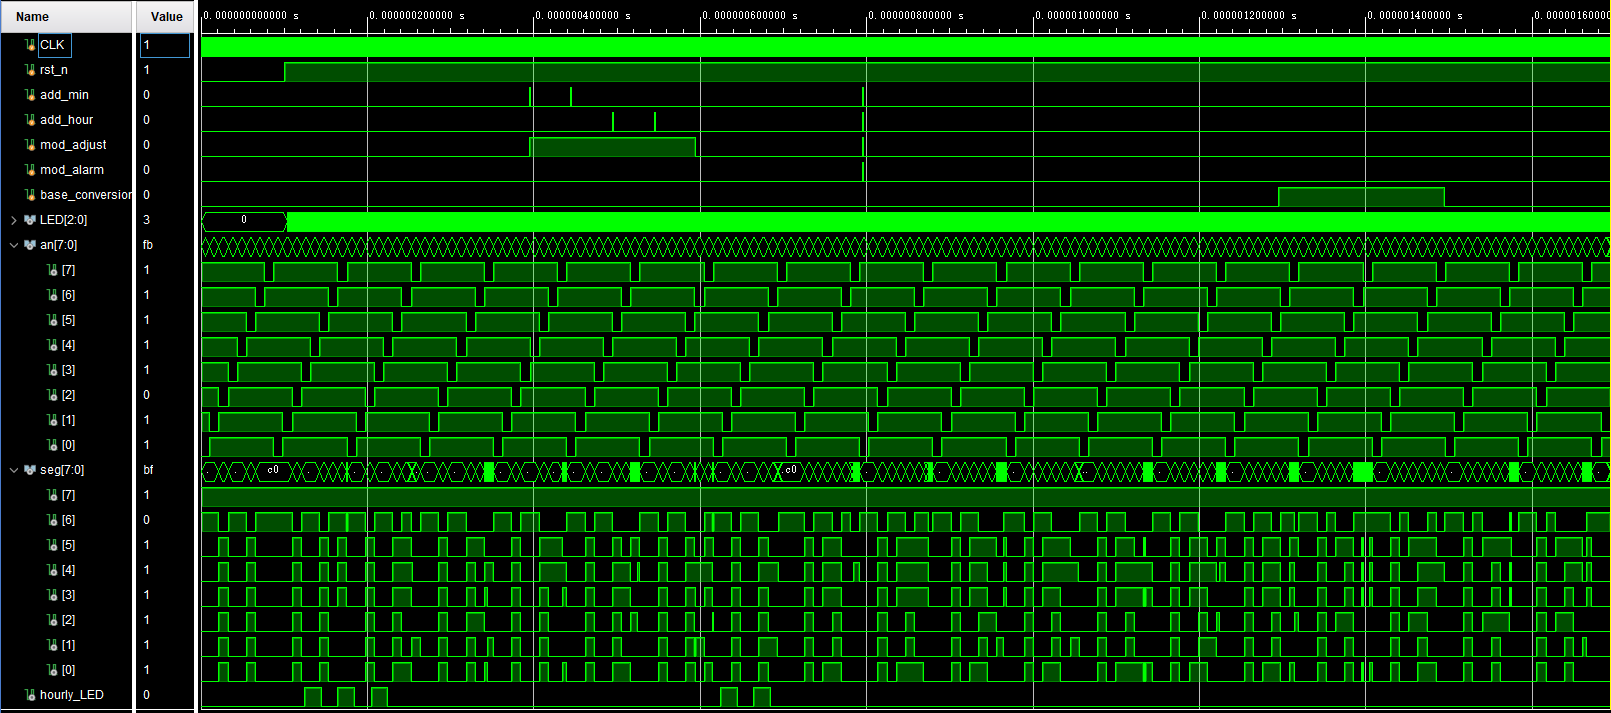 Name Value 0.000000000000 s 0.000000200000 s 0.000000400000 s 0.000000600000 s 0.000000800000 s 0.000001000000 s 0.000001200000 s 0.000001400000 s 0.00000160000
CLK 1
rst_n 1
add_min 0
add_hour 0
mod_adjust 0
mod_alarm 0
base_conversion 0
LED[2:0] 3 0
an[7:0] fb
[7] 1
[6] 1
[5] 1
[4] 1
[3] 1
[2] 0
[1] 1
[0] 1
seg[7:0] bf c0 c0
[7] 1
[6] 0
[5] 1
[4] 1
[3] 1
[2] 1
[1] 1
[0] 1
hourly_LED 0